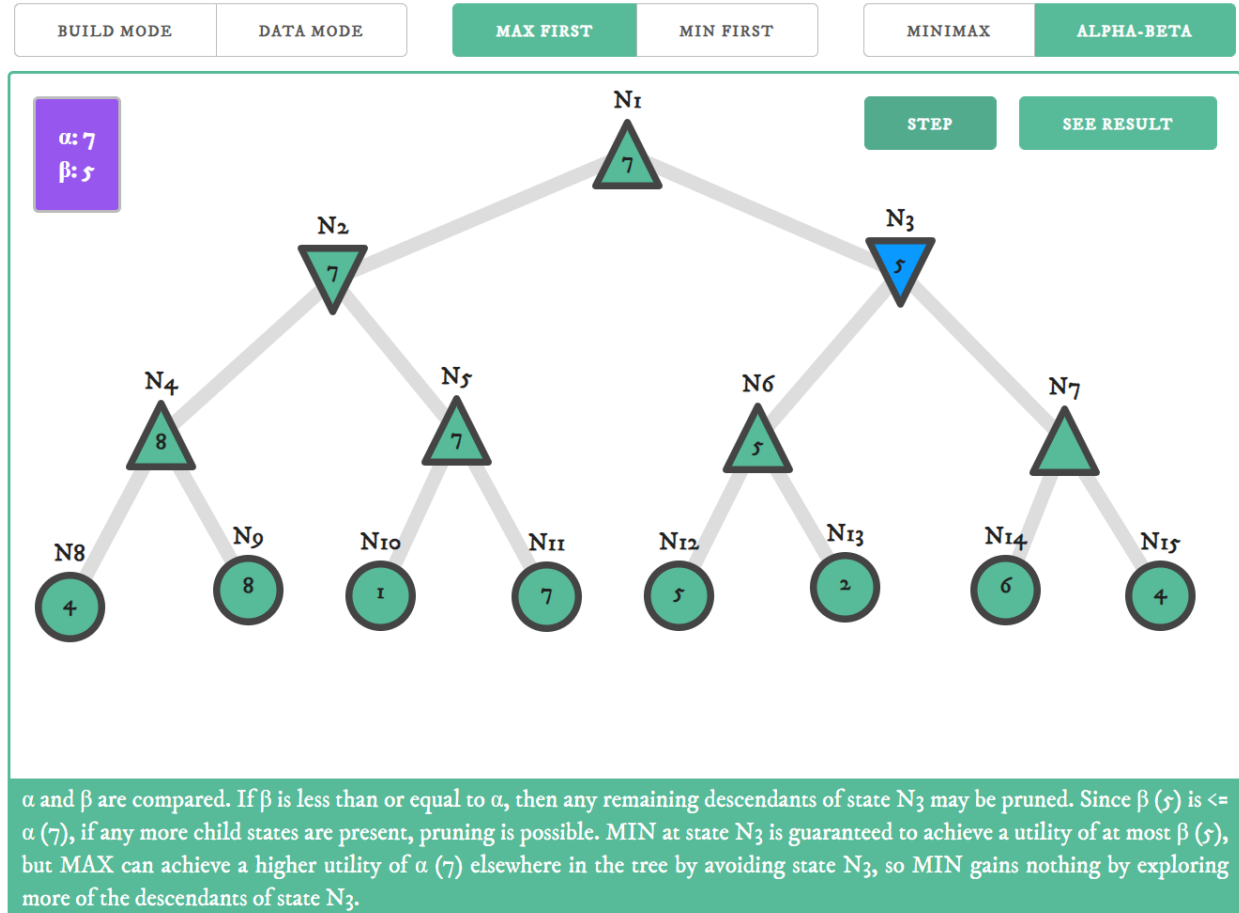 BUILD MODE
DATA MODE
MAX FIRST
MIN FIRST
MINIMAX
ALPHA-BETA
α: 7
β: 5
STEP
SEE RESULT
N1
7
N2
7
N3
5
N4
8
N5
7
N6
5
N7
N8
4
N9
8
N10
1
N11
7
N12
5
N13
2
N14
6
N15
4
α and β are compared. If β is less than or equal to α, then any remaining descendants of state N3 may be pruned. Since β (5) is <=
α (7), if any more child states are present, pruning is possible. MIN at state N3 is guaranteed to achieve a utility of at most β (5),
but MAX can achieve a higher utility of α (7) elsewhere in the tree by avoiding state N3, so MIN gains nothing by exploring
more of the descendants of state N3.